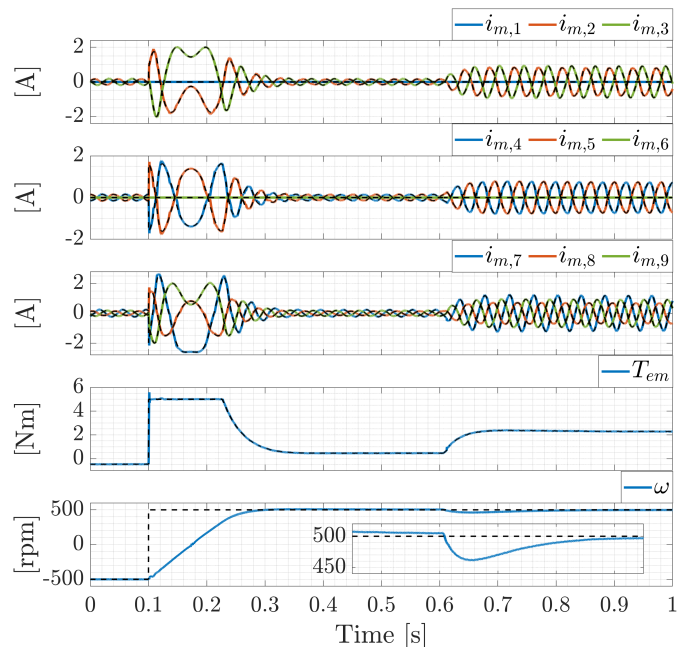 i_{m,1} i_{m,2} i_{m,3}
2
0
-2
[A]
i_{m,4} i_{m,5} i_{m,6}
2
0
-2
[A]
i_{m,7} i_{m,8} i_{m,9}
2
0
-2
[A]
T_{em}
6
4
2
0
[Nm]
ω
500
0
-500
[rpm]
500
450
0 0.1 0.2 0.3 0.4 0.5 0.6 0.7 0.8 0.9 1
Time [s]